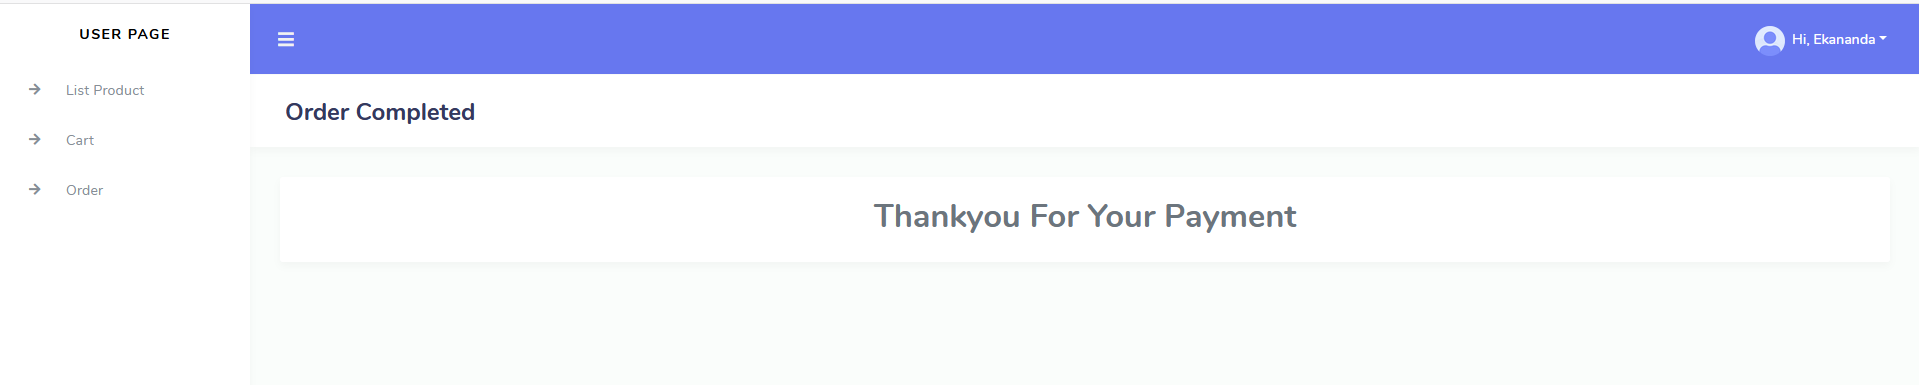 USER PAGE
Hi, Ekananda
List Product
Cart
Order
Order Completed
Thankyou For Your Payment